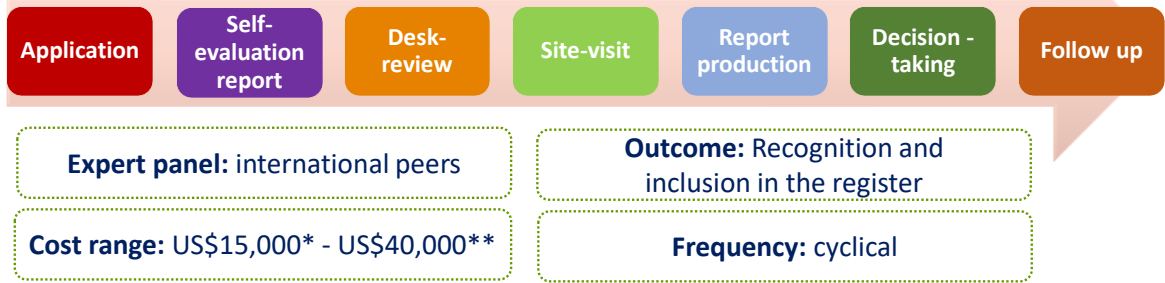 Application
Self-
evaluation
report
Desk-
review
Site-visit
Report
production
Decision -
taking
Follow up
Expert panel: international peers
Outcome: Recognition and
inclusion in the register
Cost range: US$15,000* - US$40,000**
Frequency: cyclical